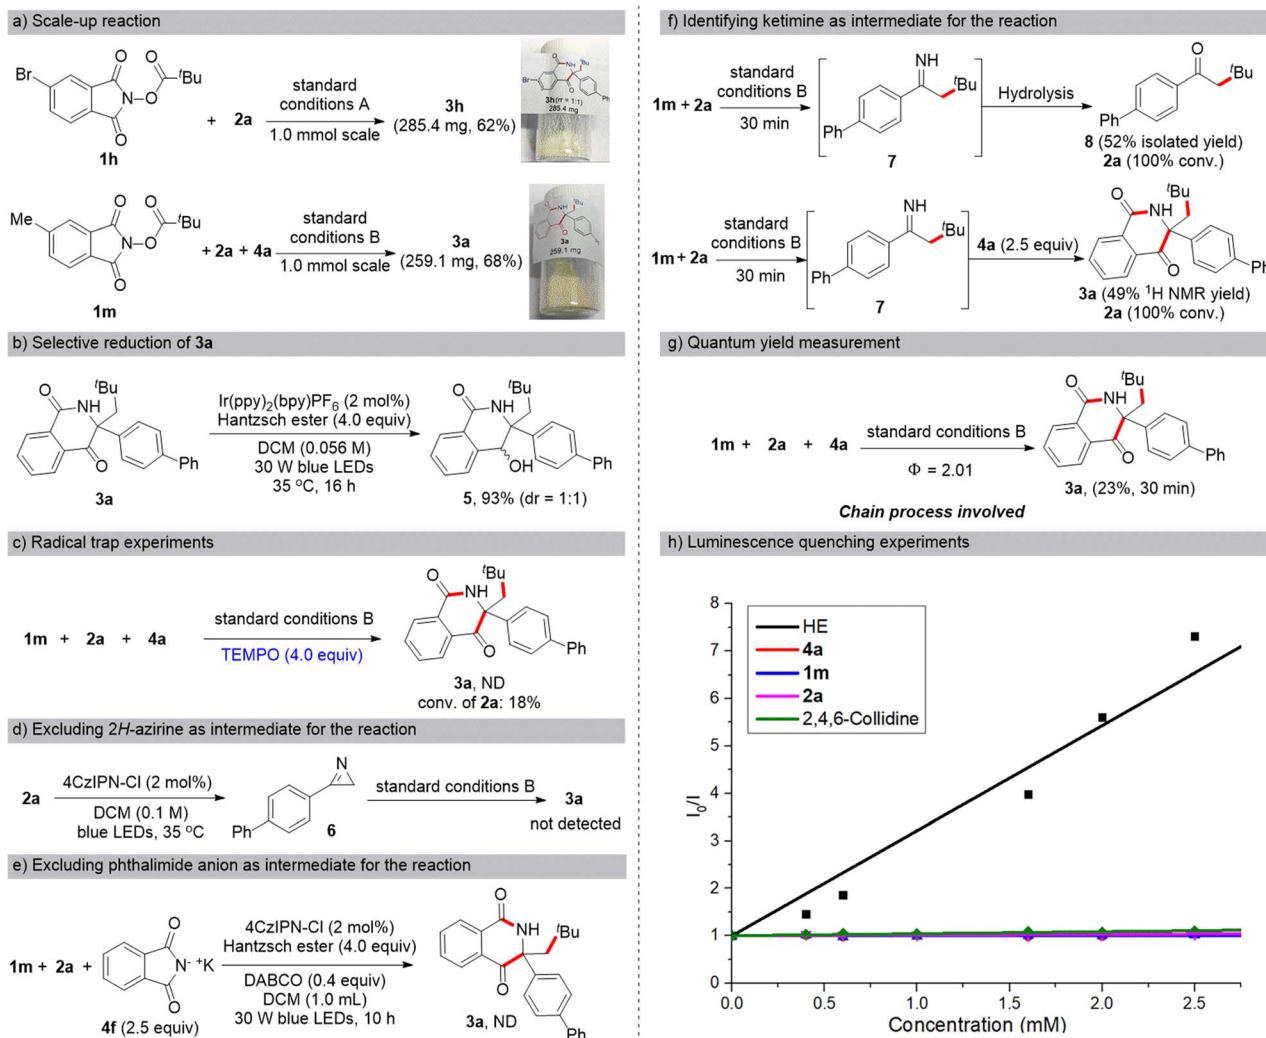 a) Scale-up reaction
Br
O
O
N
O
O
tBu
1h
+ 2a
standard
conditions A
1.0 mmol scale
3h
(285.4 mg, 62%)
3h (rr = 1:1)
285.4 mg
Me
O
O
N
O
O
tBu
1m
+ 2a + 4a
standard
conditions B
1.0 mmol scale
3a
(259.1 mg, 68%)
3a
259.1 mg
b) Selective reduction of 3a
O
NH
tBu
O
Ph
3a
Ir(ppy)2(bpy)PF6 (2 mol%)
Hantzsch ester (4.0 equiv)
DCM (0.056 M)
30 W blue LEDs
35 °C, 16 h
O
NH
tBu
OH
Ph
5, 93% (dr = 1:1)
c) Radical trap experiments
1m + 2a + 4a
standard conditions B
TEMPO (4.0 equiv)
O
NH
tBu
O
Ph
3a, ND
conv. of 2a: 18%
d) Excluding 2H-azirine as intermediate for the reaction
2a
4CzIPN-Cl (2 mol%)
DCM (0.1 M)
blue LEDs, 35 °C
N
Ph
6
standard conditions B
3a
not detected
e) Excluding phthalimide anion as intermediate for the reaction
1m + 2a +
O
N- +K
O
4f (2.5 equiv)
4CzIPN-Cl (2 mol%)
Hantzsch ester (4.0 equiv)
DABCO (0.4 equiv)
DCM (1.0 mL)
30 W blue LEDs, 10 h
O
NH
tBu
O
Ph
3a, ND
f) Identifying ketimine as intermediate for the reaction
1m + 2a
standard
conditions B
30 min
NH
tBu
Ph
7
Hydrolysis
O
tBu
Ph
8 (52% isolated yield)
2a (100% conv.)
1m + 2a
standard
conditions B
30 min
NH
tBu
Ph
7
4a (2.5 equiv)
O
NH
tBu
O
Ph
3a (49% 1H NMR yield)
2a (100% conv.)
g) Quantum yield measurement
1m + 2a + 4a
standard conditions B
Φ = 2.01
O
NH
tBu
O
Ph
3a, (23%, 30 min)
Chain process involved
h) Luminescence quenching experiments
HE
4a
1m
2a
2,4,6-Collidine
I0/I
8
7
6
5
4
3
2
1
0
0.0 0.5 1.0 1.5 2.0 2.5
Concentration (mM)